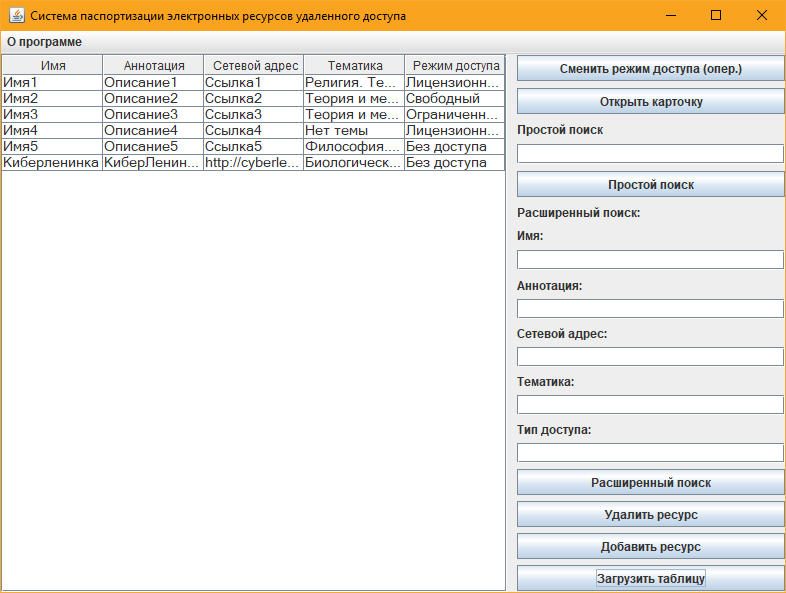 Система паспортизации электронных ресурсов удаленного доступа
О программе
Имя Аннотация Сетевой адрес Тематика Режим доступа
Имя1 Описание1 Ссылка1 Религия. Те... Лицензионн...
Имя2 Описание2 Ссылка2 Теория и ме... Свободный
Имя3 Описание3 Ссылка3 Теория и ме... Ограниченн...
Имя4 Описание4 Ссылка4 Нет темы Лицензионн...
Имя5 Описание5 Ссылка5 Философия.... Без доступа
Киберленинка КиберЛенин... http://cyberle... Биологическ... Без доступа
Сменить режим доступа (опер.)
Открыть карточку
Простой поиск
Простой поиск
Расширенный поиск:
Имя:
Аннотация:
Сетевой адрес:
Тематика:
Тип доступа:
Расширенный поиск
Удалить ресурс
Добавить ресурс
Загрузить таблицу